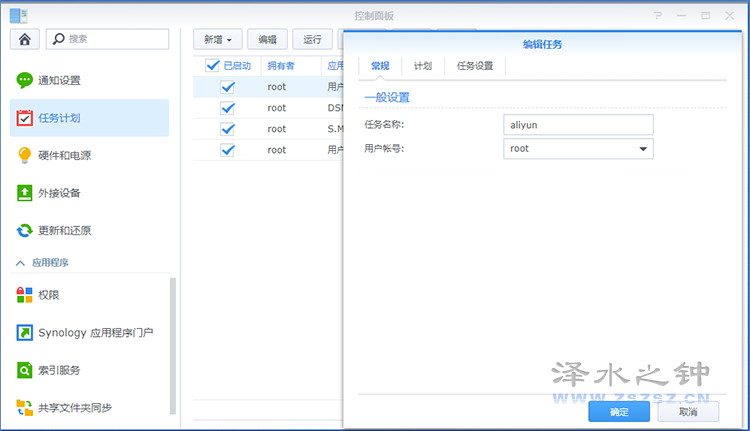 控制面板
搜索
通知设置
任务计划
硬件和电源
外接设备
更新和还原
应用程序
权限
Synology 应用程序门户
索引服务
共享文件夹同步
新增 编辑 运行
已启动 拥有者 应用
root 用户
root DSM
root S.M
root 用户
编辑任务
常规 计划 任务设置
一般设置
任务名称: aliyun
用户帐号: root
泽水之钟
WWW.ZSZSZ.CN
确定 取消